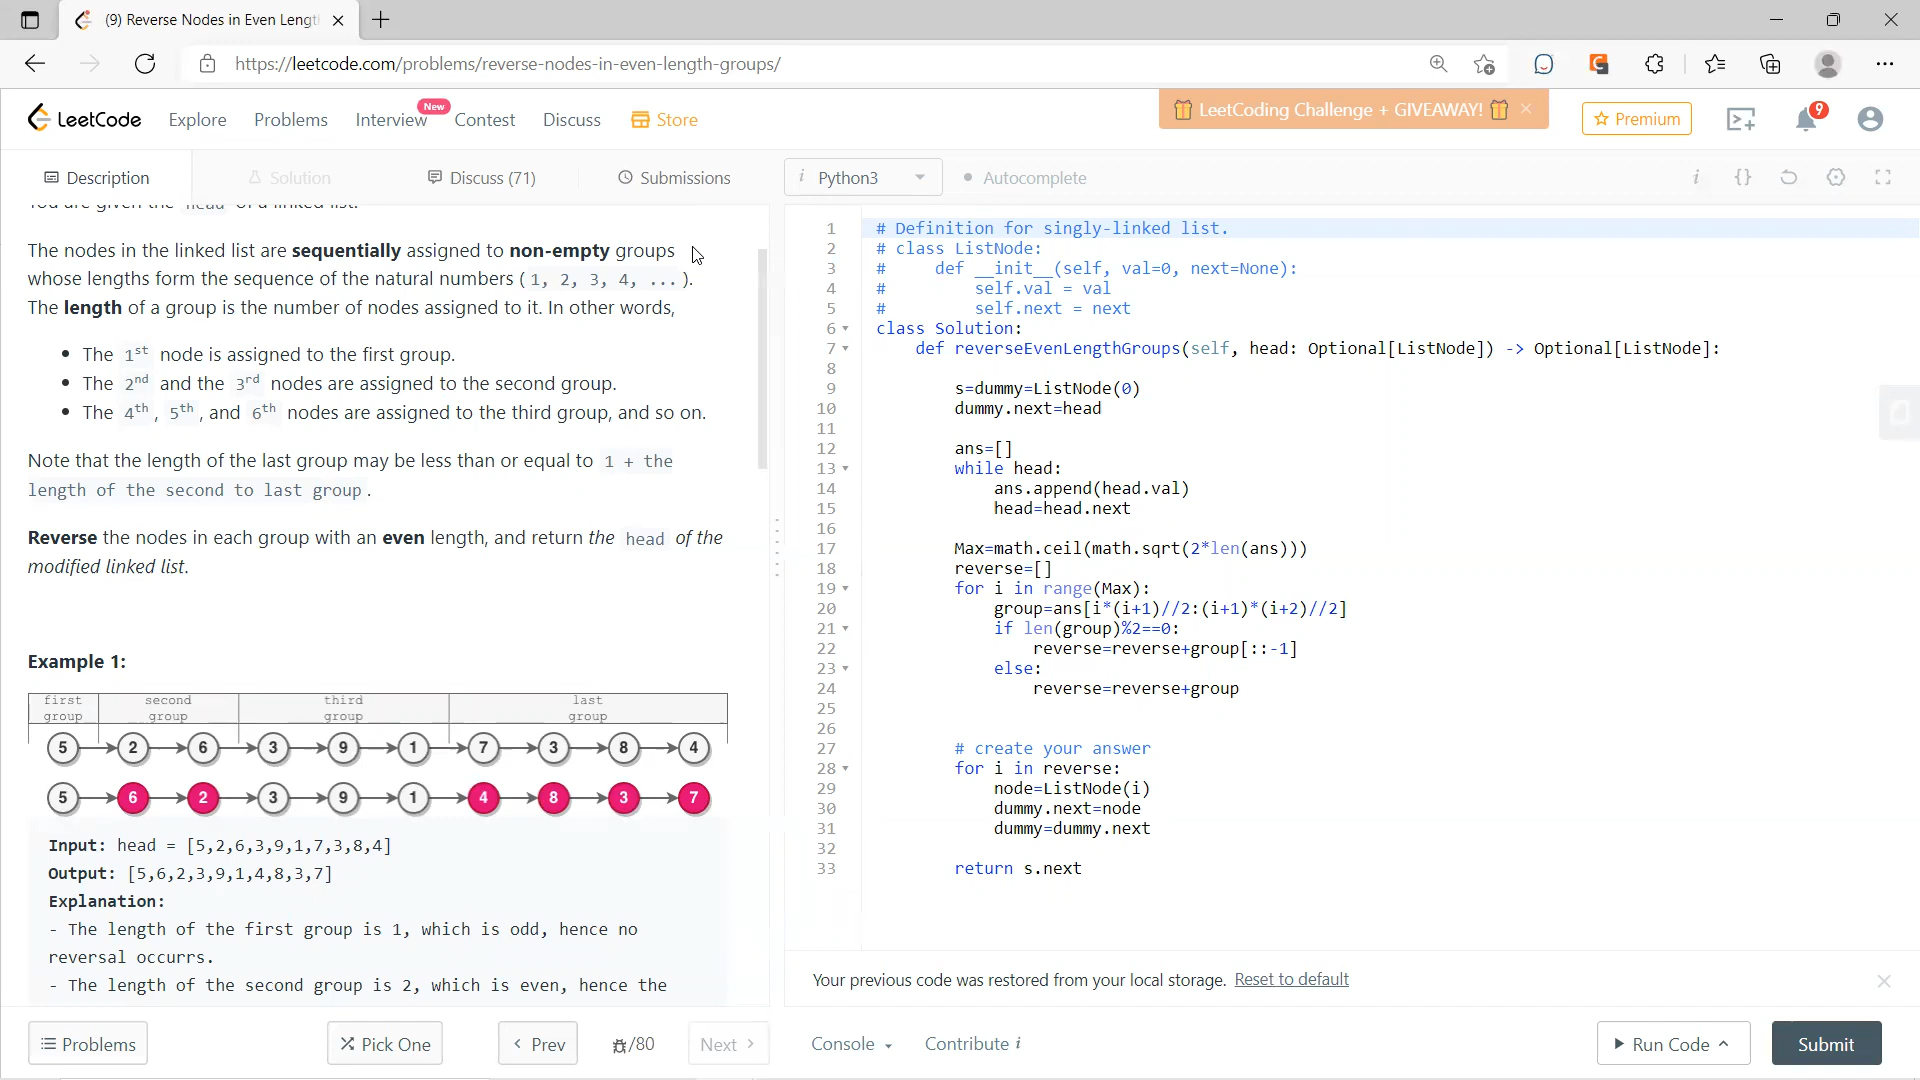 (9) Reverse Nodes in Even Lengt
https://leetcode.com/problems/reverse-nodes-in-even-length-groups/
LeetCode
Explore
Problems
Interview
New
Contest
Discuss
Store
LeetCoding Challenge + GIVEAWAY!
Premium
9
Description
Solution
Discuss (71)
Submissions
i Python3
Autocomplete
i
{}
You are given the head of a linked list.
The nodes in the linked list are sequentially assigned to non-empty groups
whose lengths form the sequence of the natural numbers ( 1, 2, 3, 4, ... ).
The length of a group is the number of nodes assigned to it. In other words,
• The 1st node is assigned to the first group.
• The 2nd and the 3rd nodes are assigned to the second group.
• The 4th , 5th , and 6th nodes are assigned to the third group, and so on.
Note that the length of the last group may be less than or equal to 1 + the
length of the second to last group .
Reverse the nodes in each group with an even length, and return the head of the
modified linked list.
Example 1:
first group
second group
third group
last group
5 2 6 3 9 1 7 3 8 4
5 6 2 3 9 1 4 8 3 7
Input: head = [5,2,6,3,9,1,7,3,8,4]
Output: [5,6,2,3,9,1,4,8,3,7]
Explanation:
- The length of the first group is 1, which is odd, hence no
reversal occurrs.
- The length of the second group is 2, which is even, hence the
1 # Definition for singly-linked list.
2 # class ListNode:
3 #     def __init__(self, val=0, next=None):
4 #         self.val = val
5 #         self.next = next
6 class Solution:
7     def reverseEvenLengthGroups(self, head: Optional[ListNode]) -> Optional[ListNode]:
8
9         s=dummy=ListNode(0)
10         dummy.next=head
11
12         ans=[]
13         while head:
14             ans.append(head.val)
15             head=head.next
16
17         Max=math.ceil(math.sqrt(2*len(ans)))
18         reverse=[]
19         for i in range(Max):
20             group=ans[i*(i+1)//2:(i+1)*(i+2)//2]
21             if len(group)%2==0:
22                 reverse=reverse+group[::-1]
23             else:
24                 reverse=reverse+group
25
26
27         # create your answer
28         for i in reverse:
29             node=ListNode(i)
30             dummy.next=node
31             dummy=dummy.next
32
33         return s.next
Your previous code was restored from your local storage. Reset to default
Problems
Pick One
Prev
/80
Next
Console
Contribute i
Run Code
Submit